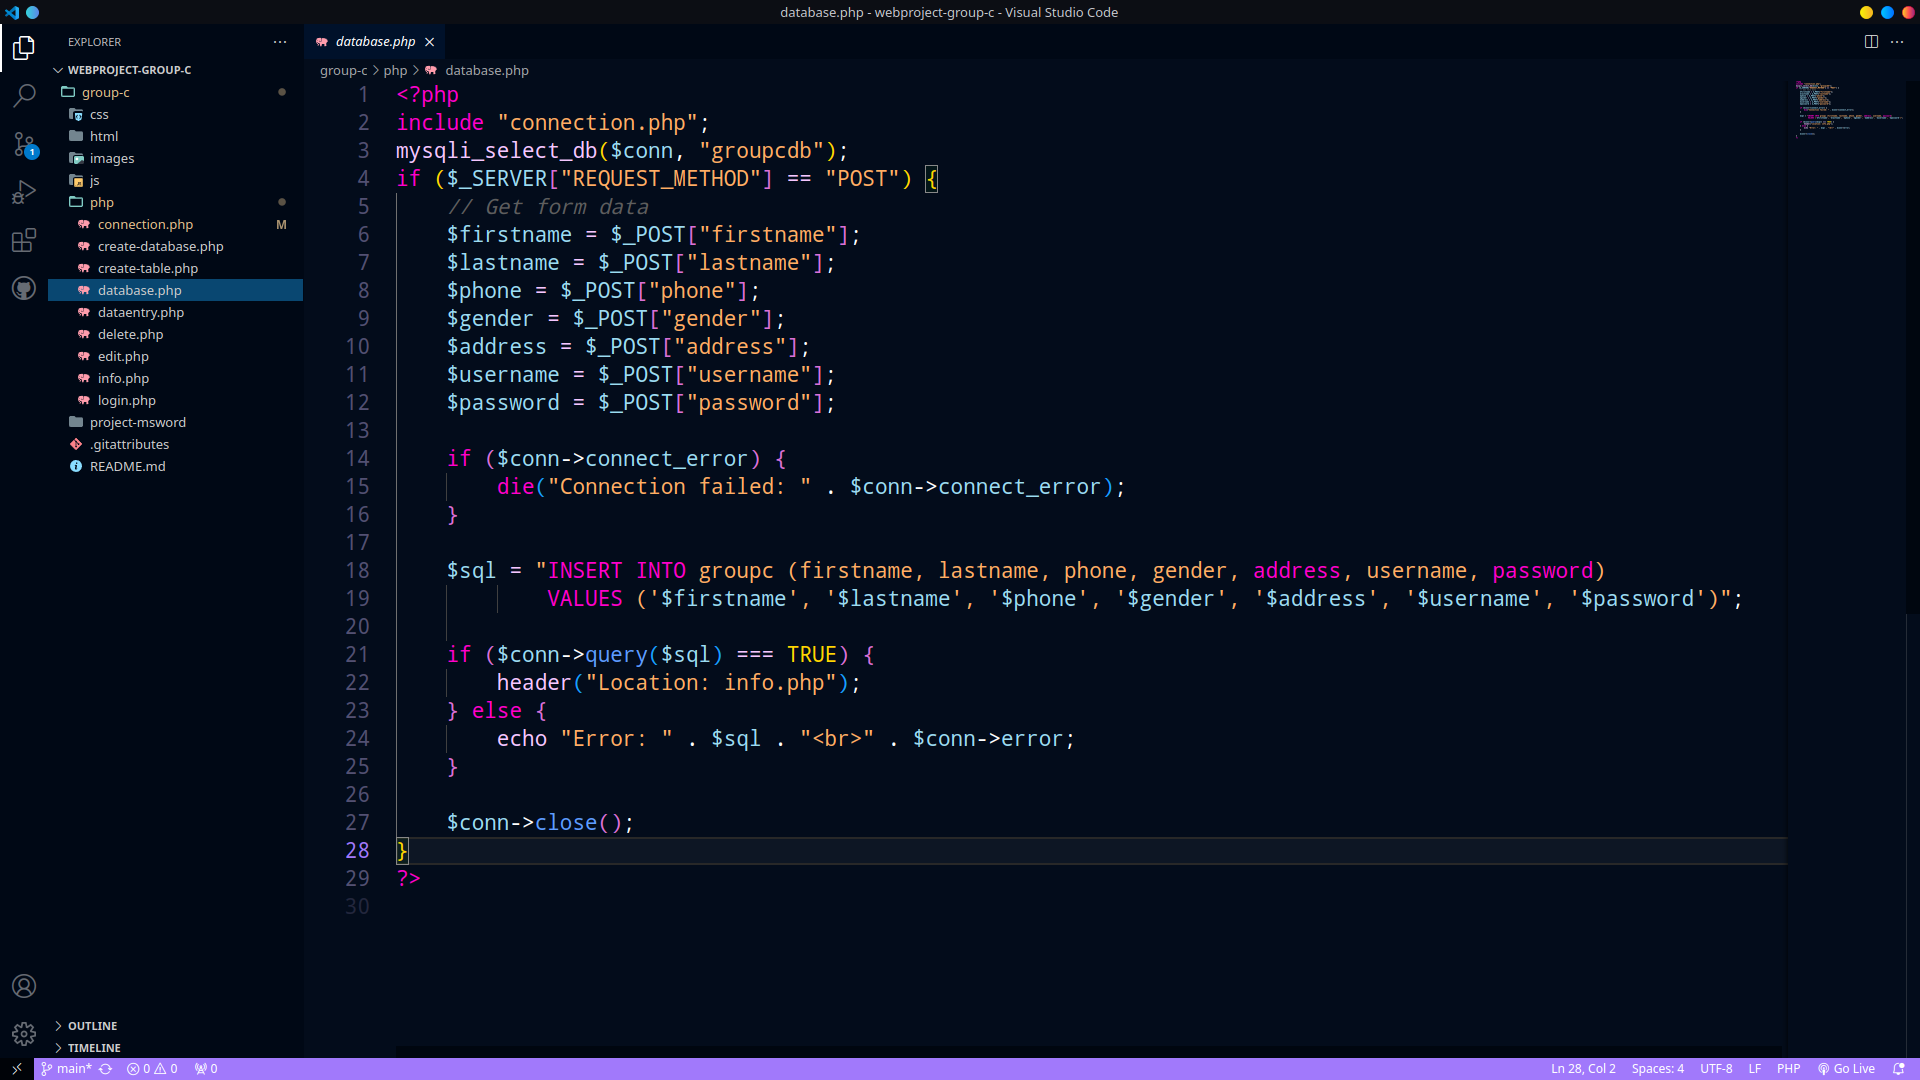 database.php - webproject-group-c - Visual Studio Code
EXPLORER
WEBPROJECT-GROUP-C
group-c
css
html
images
js
php
connection.php M
create-database.php
create-table.php
database.php
dataentry.php
delete.php
edit.php
info.php
login.php
project-msword
.gitattributes
README.md
OUTLINE
TIMELINE
1
database.php
group-c > php > database.php
1 <?php
2 include "connection.php";
3 mysqli_select_db($conn, "groupcdb");
4 if ($_SERVER["REQUEST_METHOD"] == "POST") {
5     // Get form data
6     $firstname = $_POST["firstname"];
7     $lastname = $_POST["lastname"];
8     $phone = $_POST["phone"];
9     $gender = $_POST["gender"];
10     $address = $_POST["address"];
11     $username = $_POST["username"];
12     $password = $_POST["password"];
13
14     if ($conn->connect_error) {
15         die("Connection failed: " . $conn->connect_error);
16     }
17
18     $sql = "INSERT INTO groupc (firstname, lastname, phone, gender, address, username, password)
19             VALUES ('$firstname', '$lastname', '$phone', '$gender', '$address', '$username', '$password')";
20
21     if ($conn->query($sql) === TRUE) {
22         header("Location: info.php");
23     } else {
24         echo "Error: " . $sql . "<br>" . $conn->error;
25     }
26
27     $conn->close();
28 }
29 ?>
30
main* 0 0 0 Ln 28, Col 2 Spaces: 4 UTF-8 LF PHP Go Live